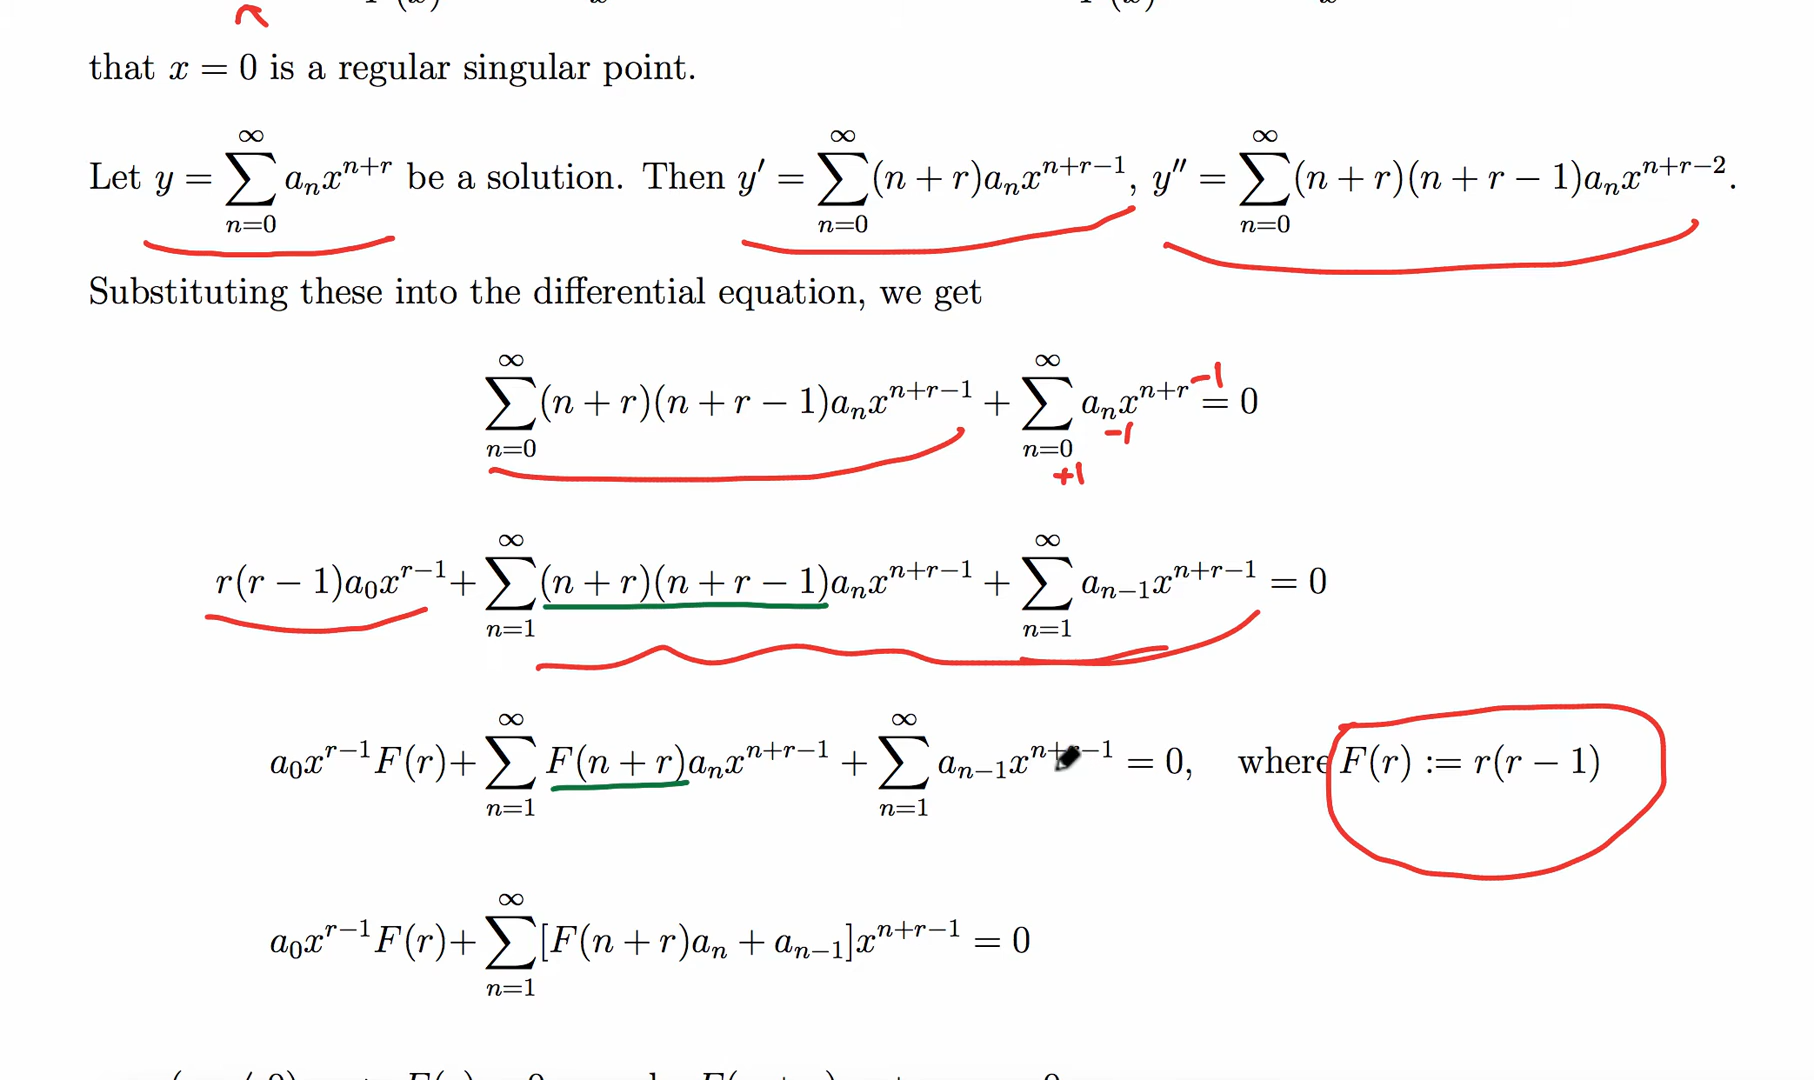 that x = 0 is a regular singular point.
Let y = ∑_{n=0}^{∞} a_n x^{n+r} be a solution. Then y′ = ∑_{n=0}^{∞} (n + r)a_n x^{n+r−1}, y″ = ∑_{n=0}^{∞} (n + r)(n + r − 1)a_n x^{n+r−2}.
Substituting these into the differential equation, we get
∑_{n=0}^{∞} (n + r)(n + r − 1)a_n x^{n+r−1} + ∑_{n=0}^{∞} a_n x^{n+r} = 0
−1
−1
+1
r(r − 1)a_0 x^{r−1} + ∑_{n=1}^{∞} (n + r)(n + r − 1)a_n x^{n+r−1} + ∑_{n=1}^{∞} a_{n−1} x^{n+r−1} = 0
a_0 x^{r−1} F(r) + ∑_{n=1}^{∞} F(n + r)a_n x^{n+r−1} + ∑_{n=1}^{∞} a_{n−1} x^{n+r−1} = 0, where F(r) := r(r − 1)
a_0 x^{r−1} F(r) + ∑_{n=1}^{∞} [F(n + r)a_n + a_{n−1}]x^{n+r−1} = 0